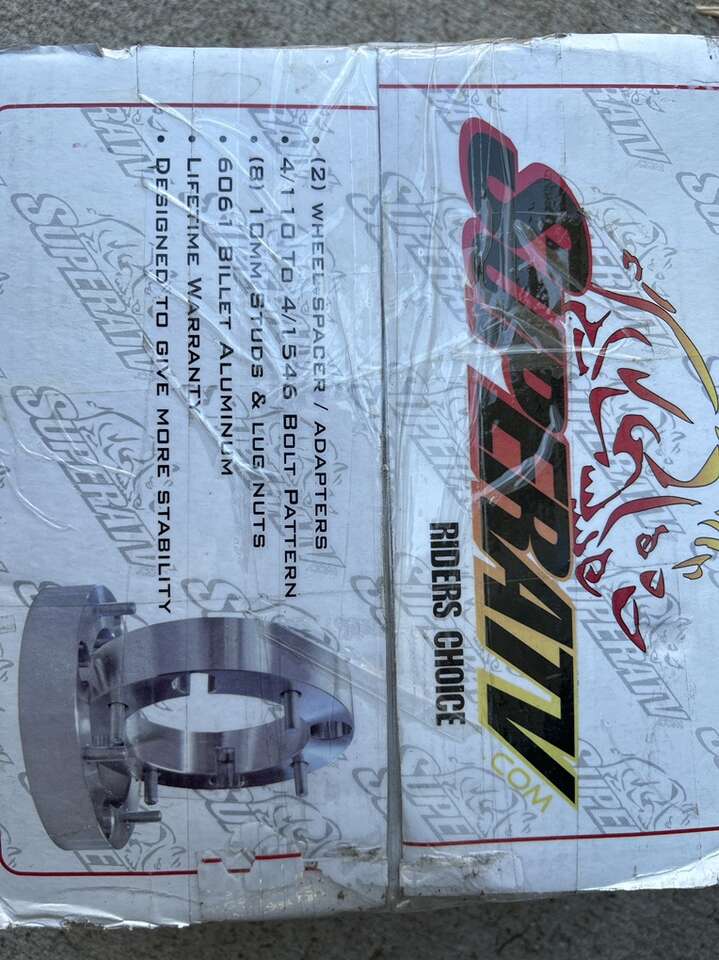 SUPERATV
.COM
RIDERS CHOICE
• (2) WHEEL SPACER / ADAPTERS
• 4/110 TO 4/1546 BOLT PATTERN
• (8) 10MM STUDS & LUG NUTS
• 6061 BILLET ALUMINUM
• LIFETIME WARRANTY
• DESIGNED TO GIVE MORE STABILITY